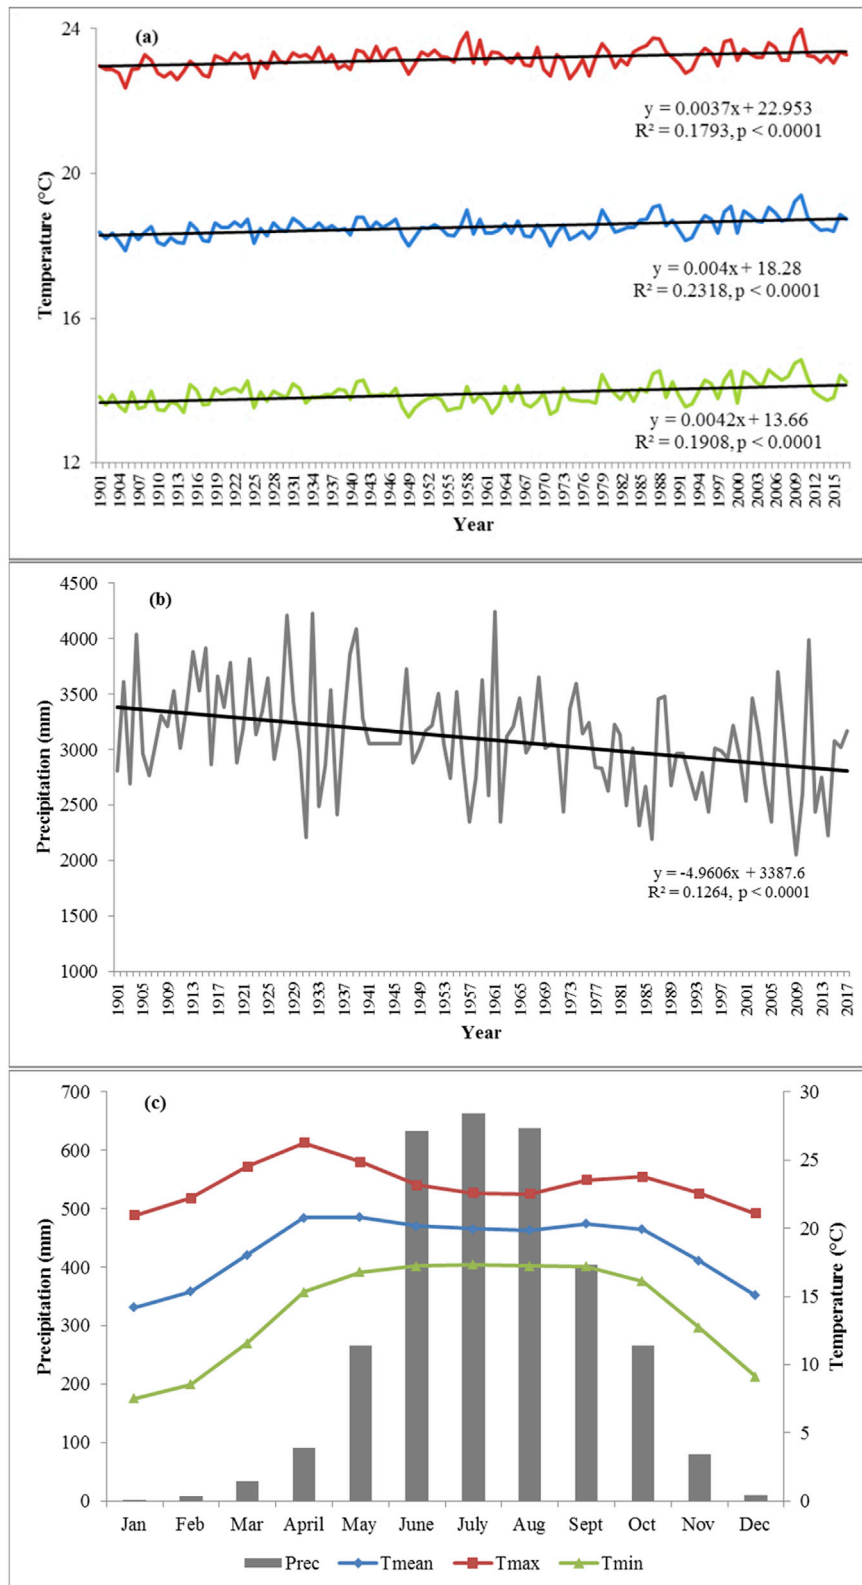 (a)
24
20
16
12
Temperature (°C)
y = 0.0037x + 22.953
R² = 0.1793, p < 0.0001
y = 0.004x + 18.28
R² = 0.2318, p < 0.0001
y = 0.0042x + 13.66
R² = 0.1908, p < 0.0001
1901 1904 1907 1910 1913 1916 1919 1922 1925 1928 1931 1934 1937 1940 1943 1946 1949 1952 1955 1958 1961 1964 1967 1970 1973 1976 1979 1982 1985 1988 1991 1994 1997 2000 2003 2006 2009 2012 2015
Year
(b)
4500
4000
3500
3000
2500
2000
1500
1000
Precipitation (mm)
y = -4.9606x + 3387.6
R² = 0.1264, p < 0.0001
1901 1905 1909 1913 1917 1921 1925 1929 1933 1937 1941 1945 1949 1953 1957 1961 1965 1969 1973 1977 1981 1985 1989 1993 1997 2001 2005 2009 2013 2017
Year
(c)
700
600
500
400
300
200
100
0
Precipitation (mm)
30
25
20
15
10
5
0
Temperature (°C)
Jan Feb Mar April May June July Aug Sept Oct Nov Dec
Prec Tmean Tmax Tmin